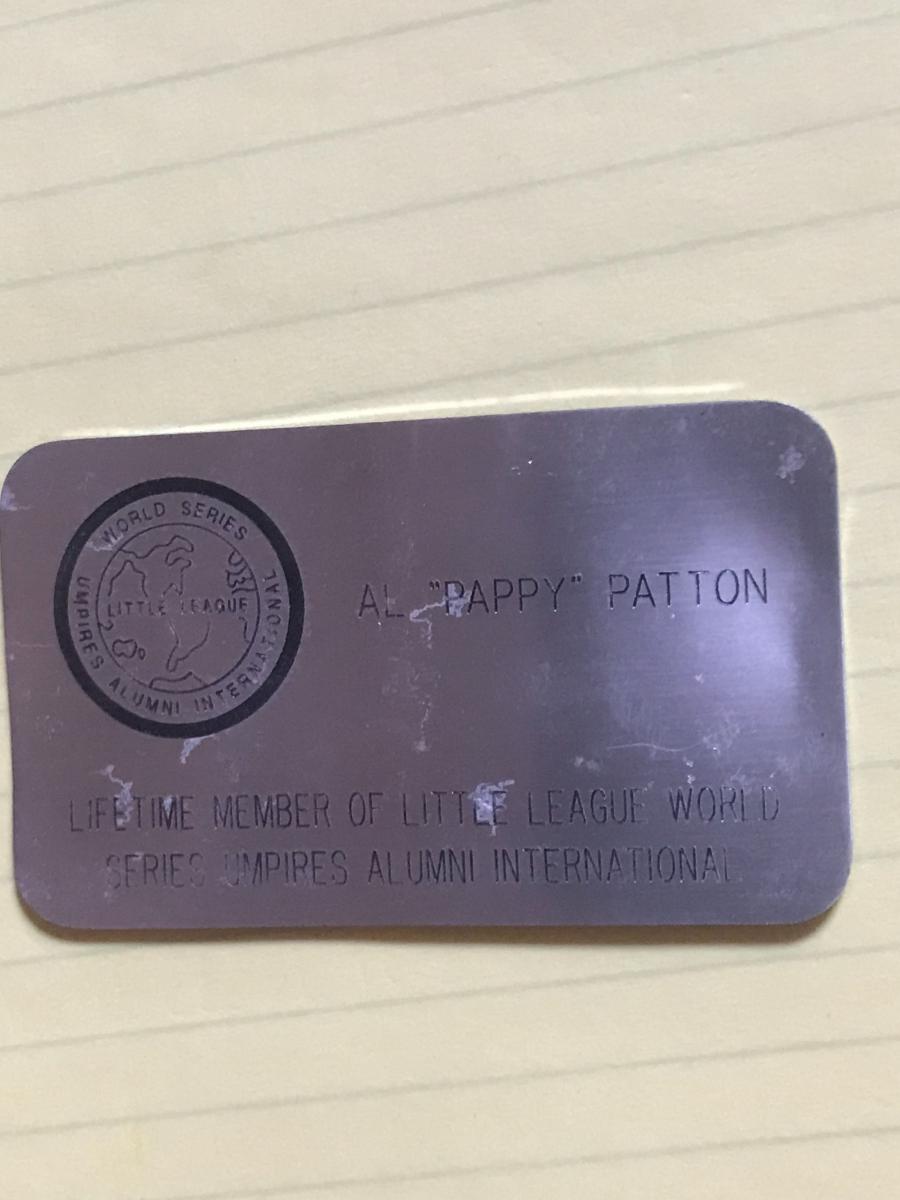 WORLD SERIES
LITTLE LEAGUE
UMPIRES ALUMNI INTERNATIONAL
AL "PAPPY" PATTON
LIFETIME MEMBER OF LITTLE LEAGUE WORLD
SERIES UMPIRES ALUMNI INTERNATIONAL